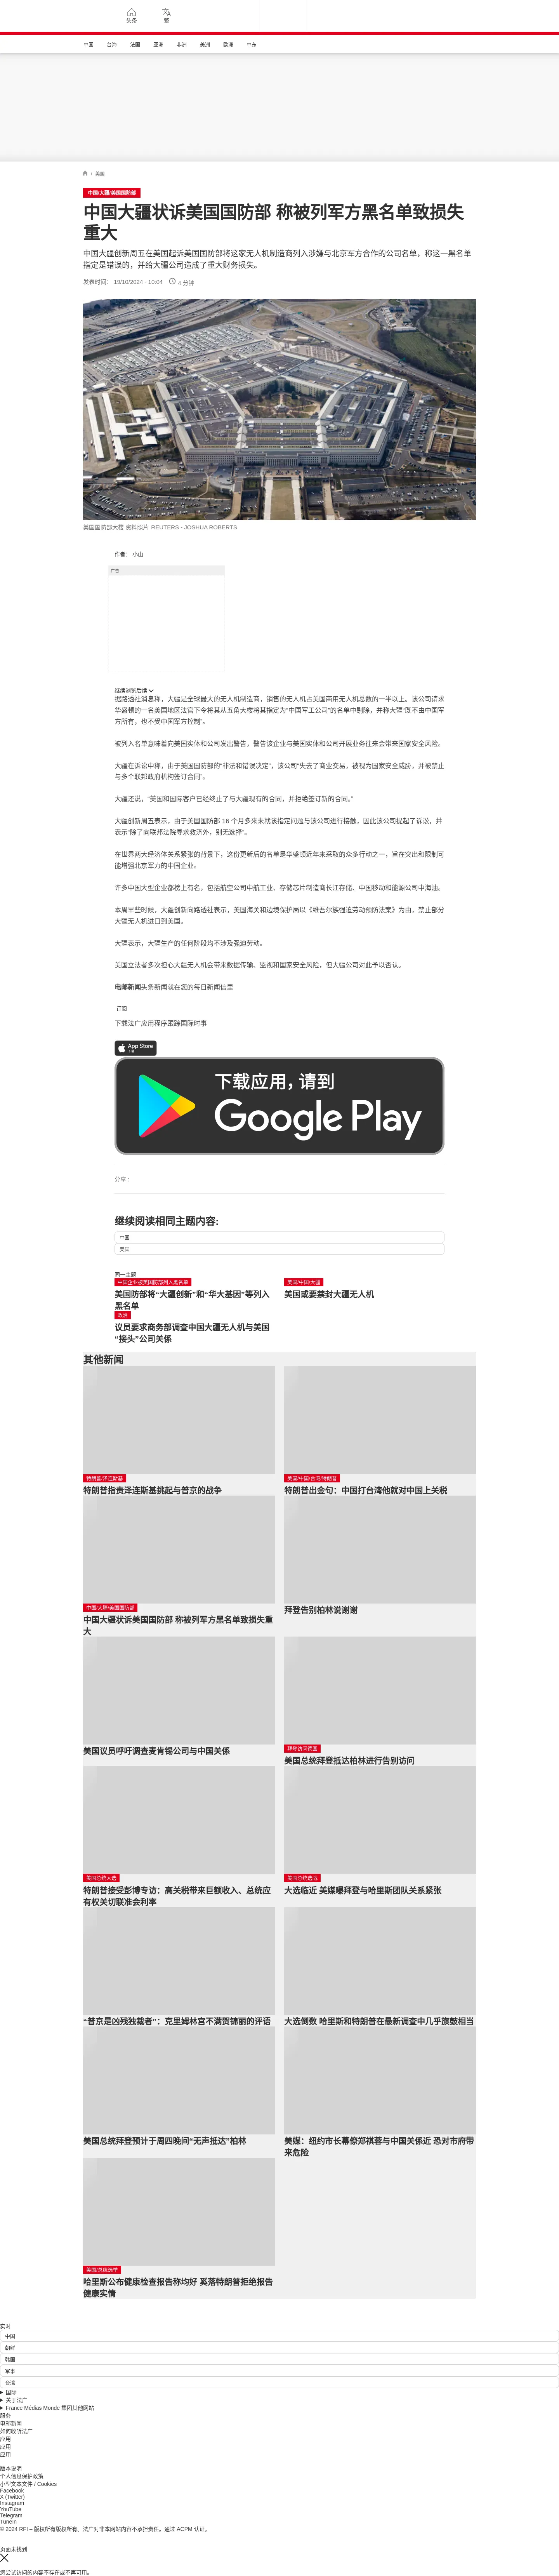 头条
繁
中国
台海
法国
亚洲
非洲
美洲
欧洲
中东
/ 美国
中国/大疆/美国国防部
中国大疆状诉美国国防部 称被列军方黑名单致损失
重大
中国大疆创新周五在美国起诉美国国防部将这家无人机制造商列入涉嫌与北京军方合作的公司名单，称这一黑名单
指定是错误的，并给大疆公司造成了重大财务损失。
发表时间： 19/10/2024 - 10:04
4 分钟
美国国防部大楼 资料照片 REUTERS - JOSHUA ROBERTS
作者： 小山
广告
继续浏览后续
据路透社消息称，大疆是全球最大的无人机制造商，销售的无人机占美国商用无人机总数的一半以上。该公司请求
华盛顿的一名美国地区法官下令将其从五角大楼将其指定为“中国军工公司”的名单中剔除，并称大疆“既不由中国军
方所有，也不受中国军方控制”。
被列入名单意味着向美国实体和公司发出警告，警告该企业与美国实体和公司开展业务往来会带来国家安全风险。
大疆在诉讼中称，由于美国国防部的“非法和错误决定”，该公司“失去了商业交易，被视为国家安全威胁，并被禁止
与多个联邦政府机构签订合同”。
大疆还说，“美国和国际客户已经终止了与大疆现有的合同，并拒绝签订新的合同。”
大疆创新周五表示，由于美国国防部 16 个月多来未就该指定问题与该公司进行接触，因此该公司提起了诉讼，并
表示“除了向联邦法院寻求救济外，别无选择”。
在世界两大经济体关系紧张的背景下，这份更新后的名单是华盛顿近年来采取的众多行动之一，旨在突出和限制可
能增强北京军力的中国企业。
许多中国大型企业都榜上有名，包括航空公司中航工业、存储芯片制造商长江存储、中国移动和能源公司中海油。
本周早些时候，大疆创新向路透社表示，美国海关和边境保护局以《维吾尔族强迫劳动预防法案》为由，禁止部分
大疆无人机进口到美国。
大疆表示，大疆生产的任何阶段均不涉及强迫劳动。
美国立法者多次担心大疆无人机会带来数据传输、监视和国家安全风险，但大疆公司对此予以否认。
电邮新闻头条新闻就在您的每日新闻信里
订阅
下载法广应用程序跟踪国际时事
App Store
下载
下载应用，请到
Google Play
分享 :
继续阅读相同主题内容:
中国
美国
同一主题
中国企业被美国防部列入黑名单
美国防部将“大疆创新”和“华大基因”等列入
黑名单
美国/中国/大疆
美国或要禁封大疆无人机
政治
议员要求商务部调查中国大疆无人机与美国
“接头”公司关係
其他新闻
特朗普/泽连斯基
特朗普指责泽连斯基挑起与普京的战争
美国/中国/台湾/特朗普
特朗普出金句：中国打台湾他就对中国上关税
中国/大疆/美国国防部
中国大疆状诉美国国防部 称被列军方黑名单致损失重
大
拜登告别柏林说谢谢
美国议员呼吁调查麦肯锡公司与中国关係
拜登访问德国
美国总统拜登抵达柏林进行告别访问
美国总统大选
特朗普接受彭博专访：高关税带来巨额收入、总统应
有权关切联准会利率
美国总统选战
大选临近 美媒曝拜登与哈里斯团队关系紧张
“普京是凶残独裁者”：克里姆林宫不满贺锦丽的评语
大选倒数 哈里斯和特朗普在最新调查中几乎旗鼓相当
美国总统拜登预计于周四晚间“无声抵达”柏林
美媒：纽约市长幕僚郑祺蓉与中国关係近 恐对市府带
来危险
美国/总统选举
哈里斯公布健康检查报告称均好 奚落特朗普拒绝报告
健康实情
实时
中国
朝鲜
韩国
军事
台湾
国际
关于法广
France Médias Monde 集团其他网站
服务
电邮新闻
如何收听法广
应用
应用
应用
版本说明
个人信息保护政策
小型文本文件 / Cookies
Facebook
X (Twitter)
Instagram
YouTube
Telegram
TuneIn
© 2024 RFI – 版权所有版权所有。法广对非本网站内容不承担责任。通过 ACPM 认证。
页面未找到
您尝试访问的内容不存在或不再可用。